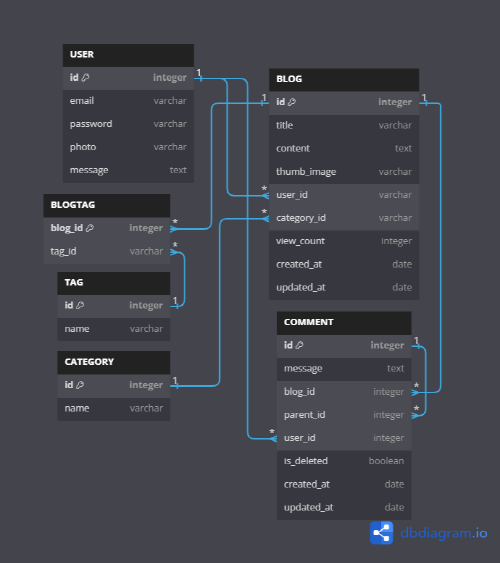 USER
id integer
email varchar
password varchar
photo varchar
message text
1
BLOG
1 id integer 1
title varchar
content text
thumb_image varchar
* user_id varchar
* category_id varchar
view_count integer
created_at date
updated_at date
BLOGTAG
blog_id integer *
tag_id varchar *
TAG
id integer 1
name varchar
CATEGORY
id integer 1
name varchar
COMMENT
id integer 1
message text
blog_id integer *
parent_id integer *
* user_id integer
is_deleted boolean
created_at date
updated_at date
dbdiagram.io